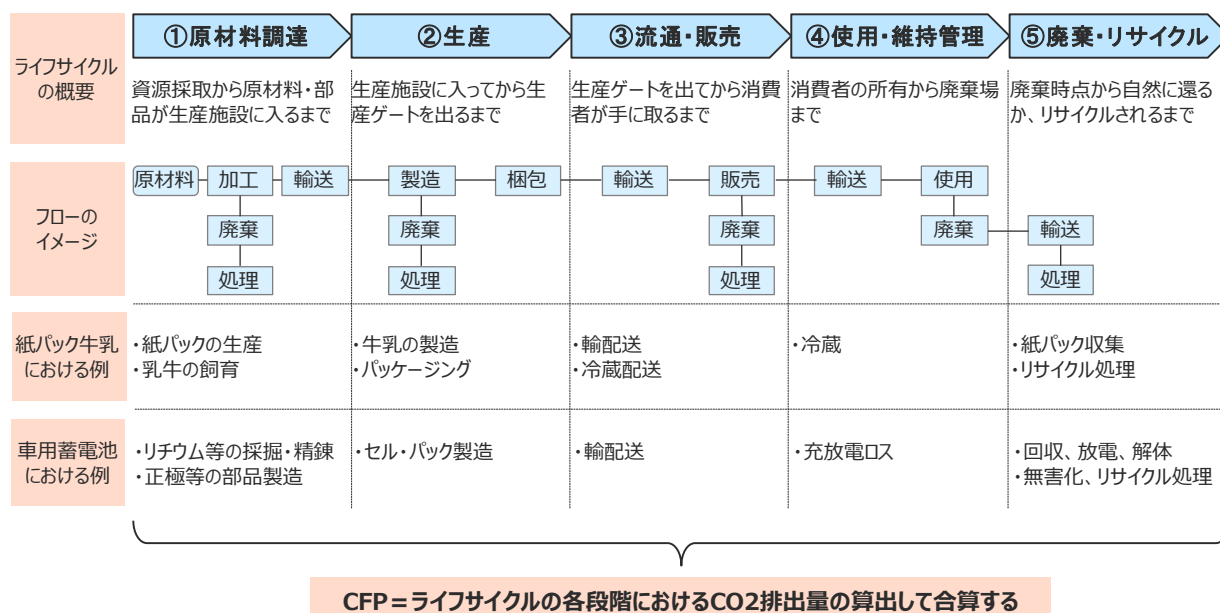 ①原材料調達
②生産
③流通・販売
④使用・維持管理
⑤廃棄・リサイクル
ライフサイクル
の概要
資源採取から原材料・部
品が生産施設に入るまで
生産施設に入ってから生
産ゲートを出るまで
生産ゲートを出てから消費
者が手に取るまで
消費者の所有から廃棄場
まで
廃棄時点から自然に還る
か、リサイクルされるまで
フローの
イメージ
原材料
加工
輸送
製造
梱包
輸送
販売
輸送
使用
廃棄
廃棄
廃棄
廃棄
輸送
処理
処理
処理
処理
紙パック牛乳
における例
・紙パックの生産
・乳牛の飼育
・牛乳の製造
・パッケージング
・輸配送
・冷蔵配送
・冷蔵
・紙パック収集
・リサイクル処理
車用蓄電池
における例
・リチウム等の採掘・精錬
・正極等の部品製造
・セル・パック製造
・輸配送
・充放電ロス
・回収、放電、解体
・無害化、リサイクル処理
CFP＝ライフサイクルの各段階におけるCO2排出量の算出して合算する